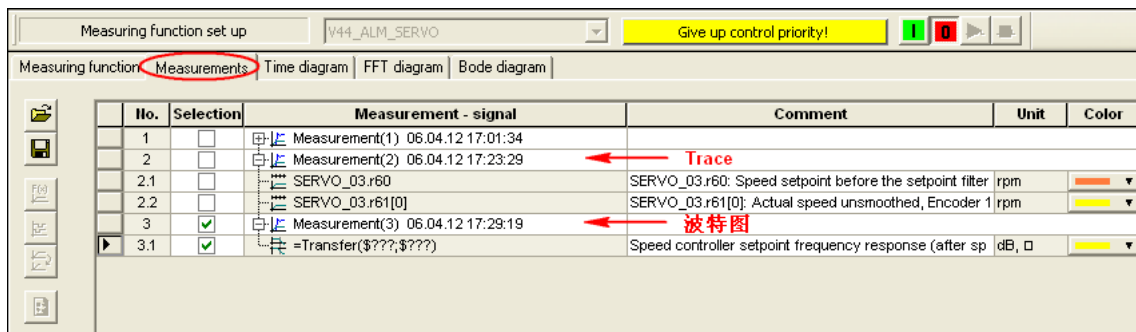 Measuring function set up V44_ALM_SERVO Give up control priority! I 0
Measuring function Measurements Time diagram FFT diagram Bode diagram
No. Selection Measurement - signal Comment Unit Color
1 Measurement(1) 06.04.12 17:01:34
2 Measurement(2) 06.04.12 17:23:29 Trace
2.1 SERVO_03.r60 SERVO_03.r60: Speed setpoint before the setpoint filter rpm
2.2 SERVO_03.r61[0] SERVO_03.r61[0]: Actual speed unsmoothed, Encoder 1 rpm
3 Measurement(3) 06.04.12 17:29:19 波特图
3.1 =Transfer($???;$???) Speed controller setpoint frequency response (after sp dB, □